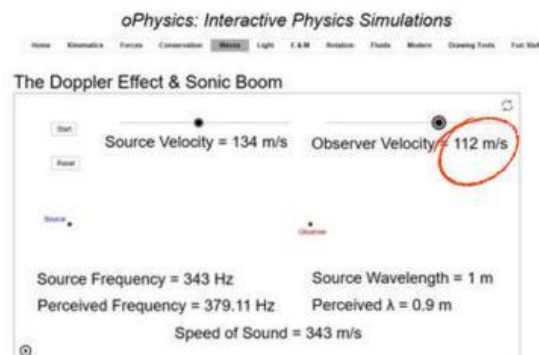 oPhysics: Interactive Physics Simulations
Home Kinematics Forces Conservation Waves Light E & M Rotation Fluids Modern Drawing Tools Fun Stuff
The Doppler Effect & Sonic Boom
Start
Source Velocity = 134 m/s
Observer Velocity = 112 m/s
Reset
Source
Observer
Source Frequency = 343 Hz
Source Wavelength = 1 m
Perceived Frequency = 379.11 Hz
Perceived λ = 0.9 m
Speed of Sound = 343 m/s